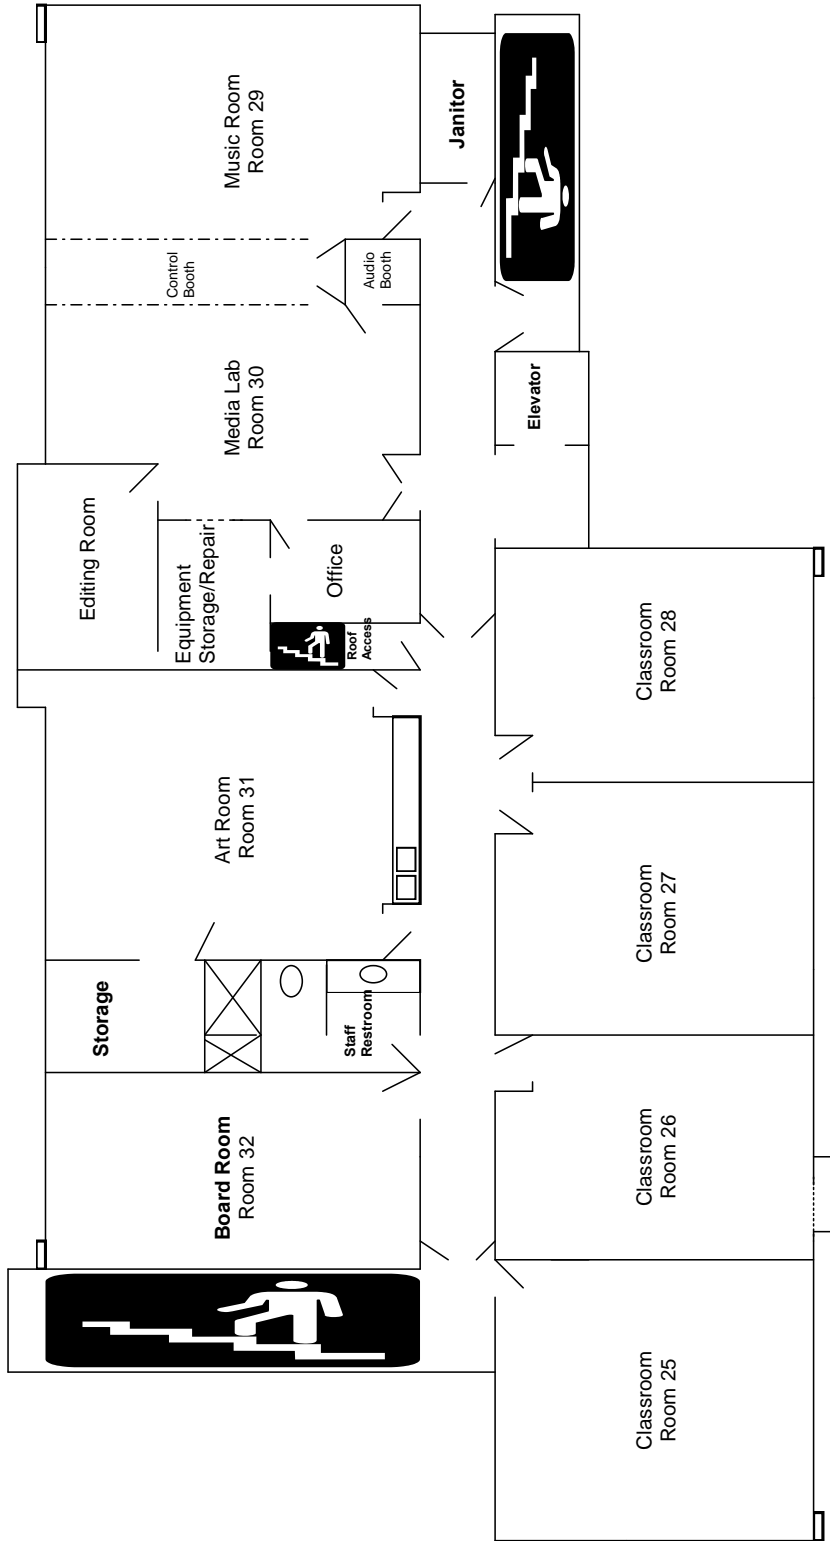 Music Room
Room 29
Janitor
Control
Booth
Audio
Booth
Media Lab
Room 30
Elevator
Editing Room
Equipment
Storage/Repair
Office
Roof
Access
Classroom
Room 28
Art Room
Room 31
Classroom
Room 27
Storage
Staff
Restroom
Board Room
Room 32
Classroom
Room 26
Classroom
Room 25